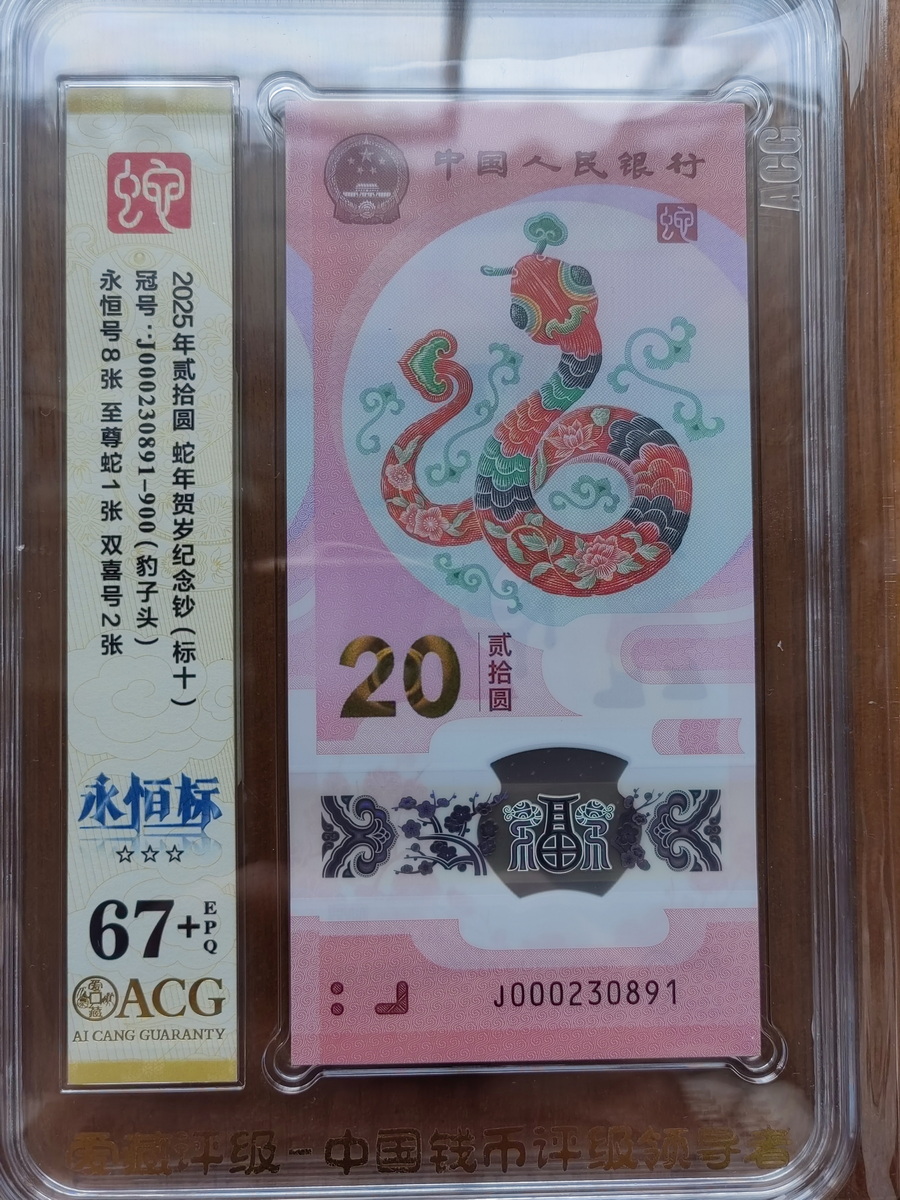 蛇
2025年贰拾圆 蛇年贺岁纪念钞（标十）
冠号：J000230891-900（豹子头）
永恒号8张 至尊蛇1张 双喜号2张
永恒标
☆☆☆
67+
EPQ
ACG
AI CANG GUARANTY
中国人民银行
蛇
20
贰拾圆
福
J000230891
ACG
爱藏评级-中国钱币评级领导者